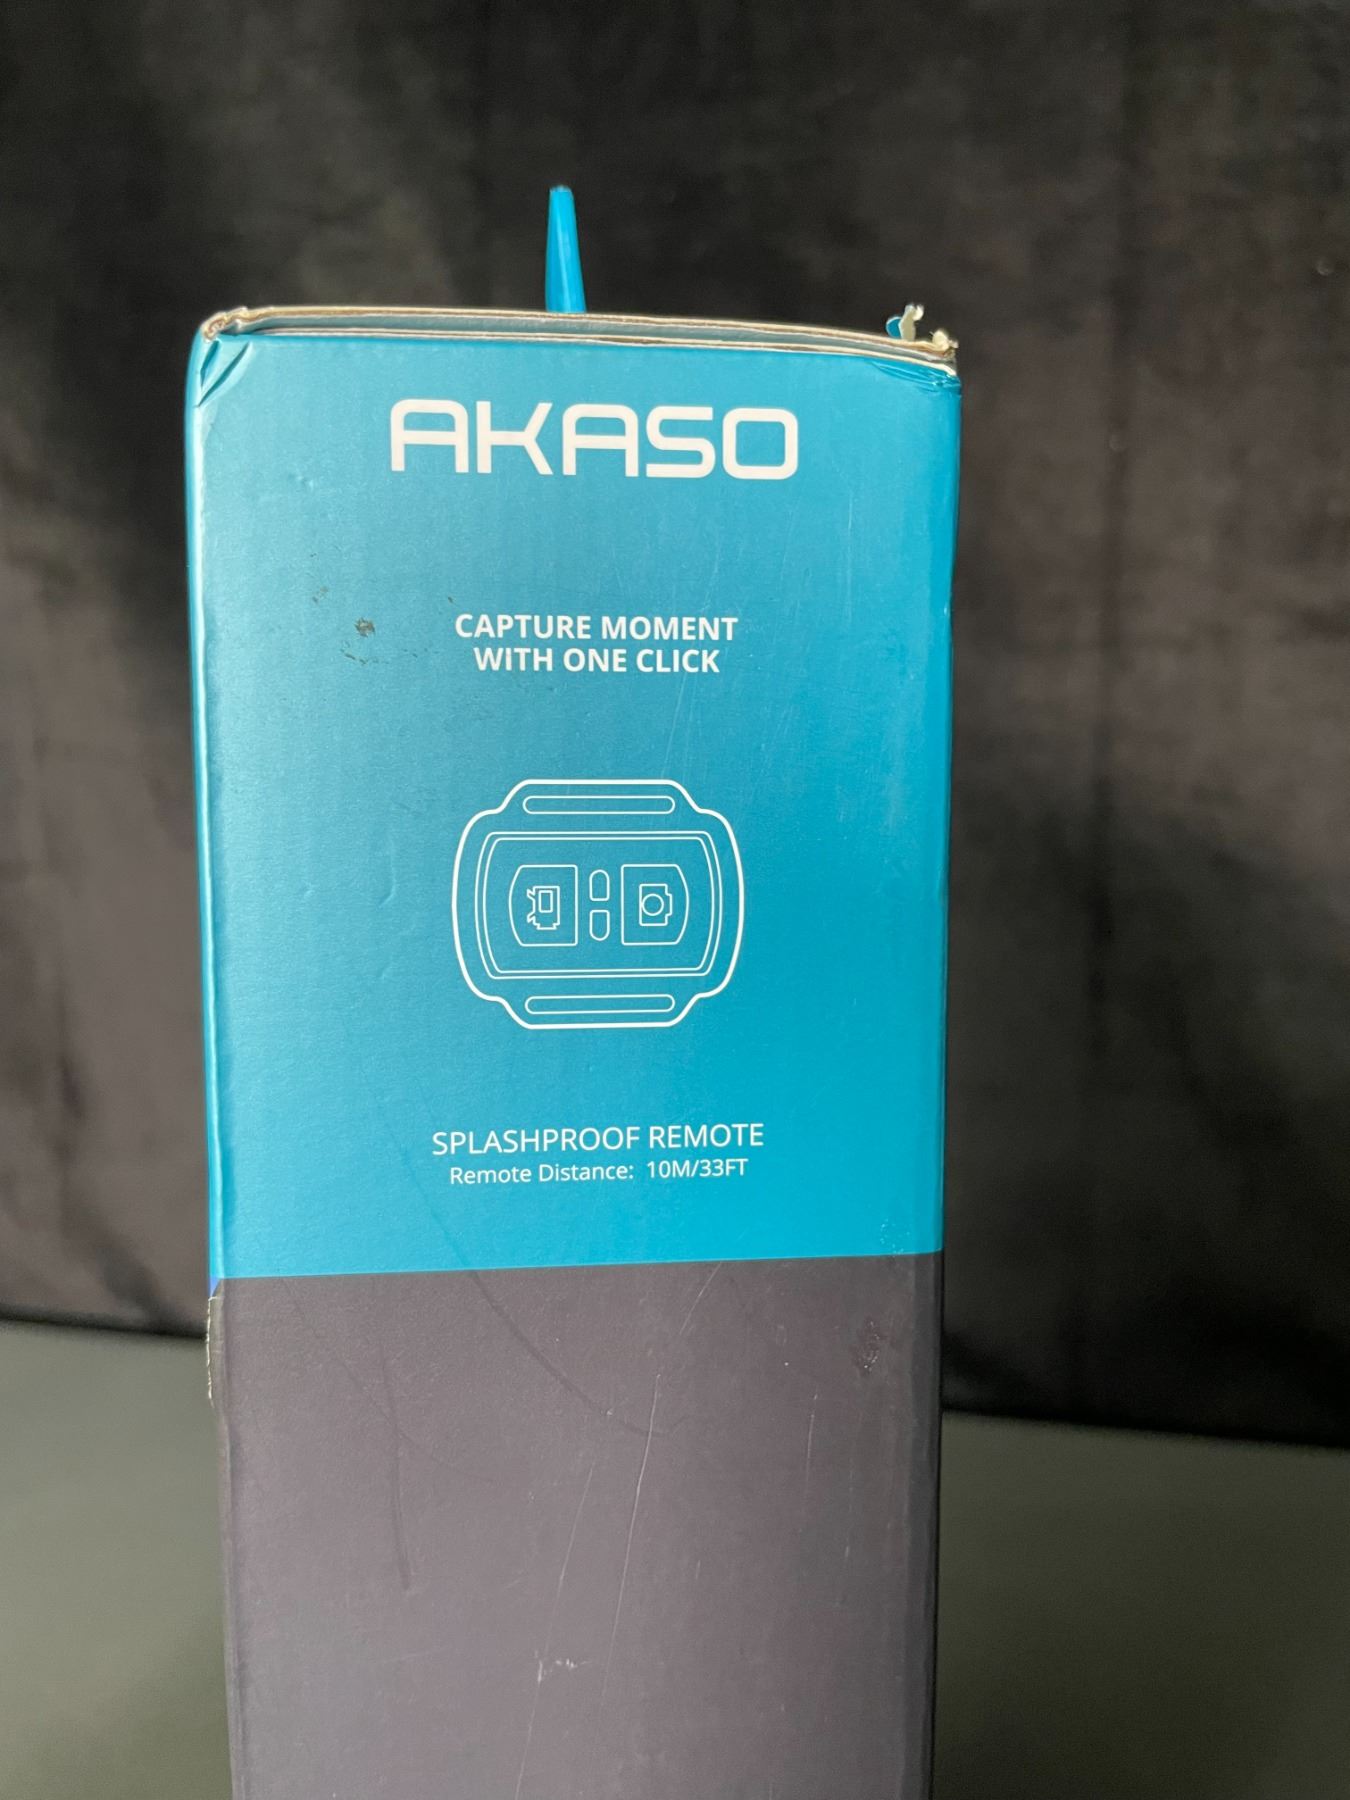 AKASO
CAPTURE MOMENT
WITH ONE CLICK
SPLASHPROOF REMOTE
Remote Distance: 10M/33FT